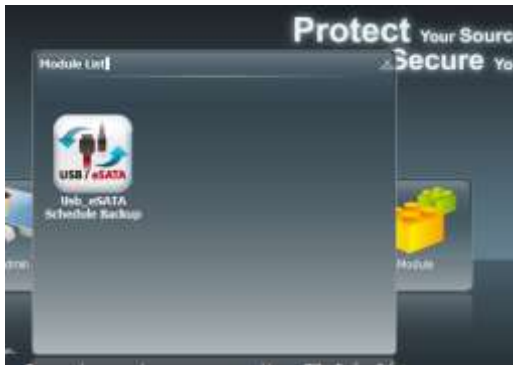 Protect Your Sourc
Secure Yo
Module List
USB / eSATA
Usb_eSATA
Schedule Backup
Module